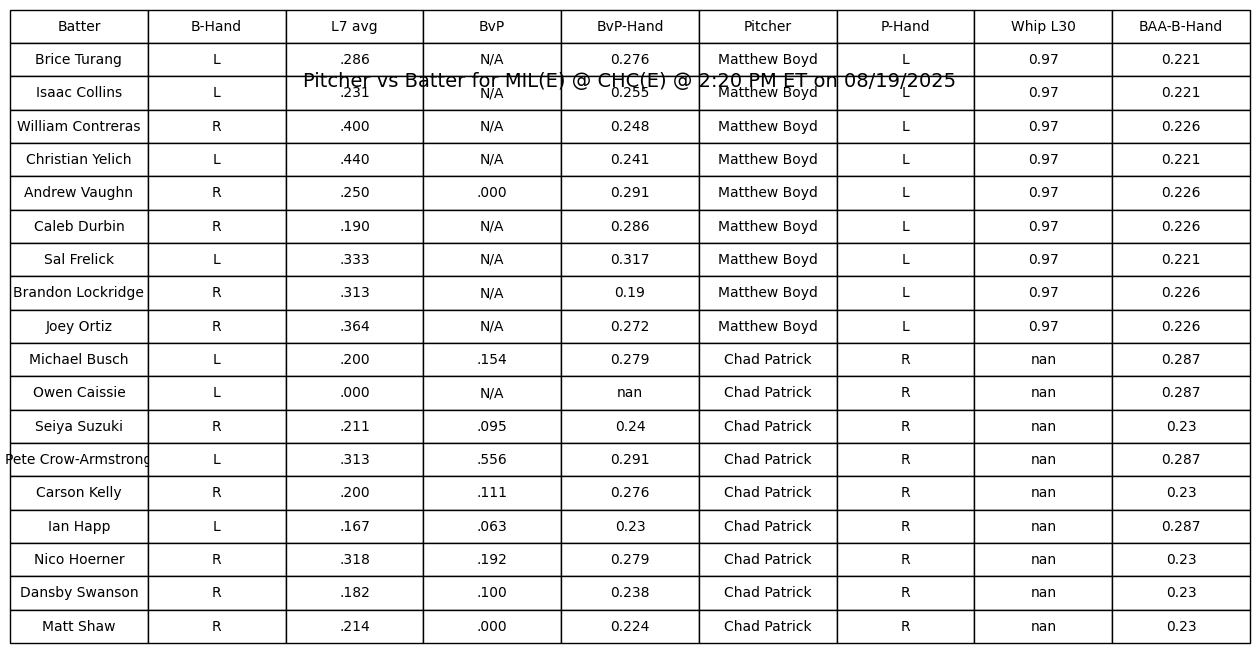 Batter B-Hand L7 avg BvP BvP-Hand Pitcher P-Hand Whip L30 BAA-B-Hand
Brice Turang L .286 N/A 0.276 Matthew Boyd L 0.97 0.221
Pitcher vs Batter for MIL(E) @ CHC(E) @ 2:20 PM ET on 08/19/2025
Isaac Collins L .231 N/A 0.255 Matthew Boyd L 0.97 0.221
William Contreras R .400 N/A 0.248 Matthew Boyd L 0.97 0.226
Christian Yelich L .440 N/A 0.241 Matthew Boyd L 0.97 0.221
Andrew Vaughn R .250 .000 0.291 Matthew Boyd L 0.97 0.226
Caleb Durbin R .190 N/A 0.286 Matthew Boyd L 0.97 0.226
Sal Frelick L .333 N/A 0.317 Matthew Boyd L 0.97 0.221
Brandon Lockridge R .313 N/A 0.19 Matthew Boyd L 0.97 0.226
Joey Ortiz R .364 N/A 0.272 Matthew Boyd L 0.97 0.226
Michael Busch L .200 .154 0.279 Chad Patrick R nan 0.287
Owen Caissie L .000 N/A nan Chad Patrick R nan 0.287
Seiya Suzuki R .211 .095 0.24 Chad Patrick R nan 0.23
Pete Crow-Armstrong L .313 .556 0.291 Chad Patrick R nan 0.287
Carson Kelly R .200 .111 0.276 Chad Patrick R nan 0.23
Ian Happ L .167 .063 0.23 Chad Patrick R nan 0.287
Nico Hoerner R .318 .192 0.279 Chad Patrick R nan 0.23
Dansby Swanson R .182 .100 0.238 Chad Patrick R nan 0.23
Matt Shaw R .214 .000 0.224 Chad Patrick R nan 0.23